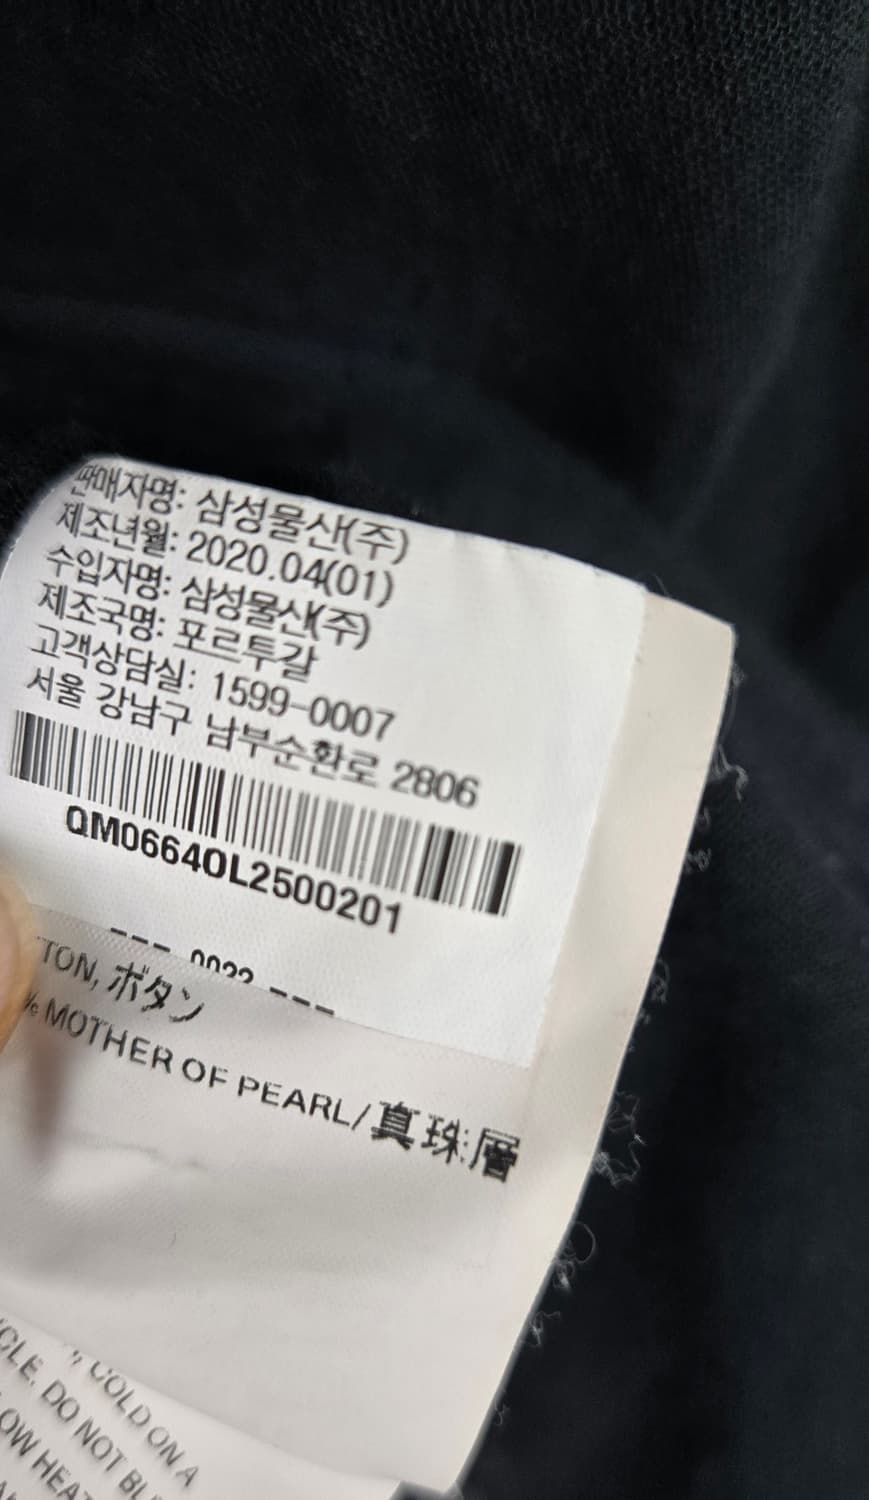 판매자명: 삼성물산(주)
제조년월: 2020.04(01)
수입자명: 삼성물산(주)
제조국명: 포르투갈
고객상담실: 1599-0007
서울 강남구 남부순환로 2806
QM0664OL2500201
--- 0022 ---
TON, ボタン
% MOTHER OF PEARL/真珠層
COLD ON A
CLE, DO NOT BL
OW HEAT